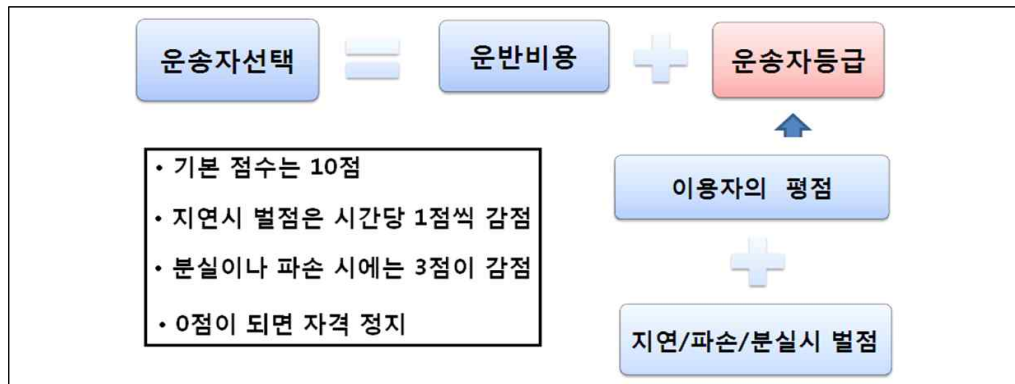 운송자선택
운반비용
운송자등급
• 기본 점수는 10점
• 지연시 벌점은 시간당 1점씩 감점
• 분실이나 파손 시에는 3점이 감점
• 0점이 되면 자격 정지
이용자의 평점
지연/파손/분실시 벌점